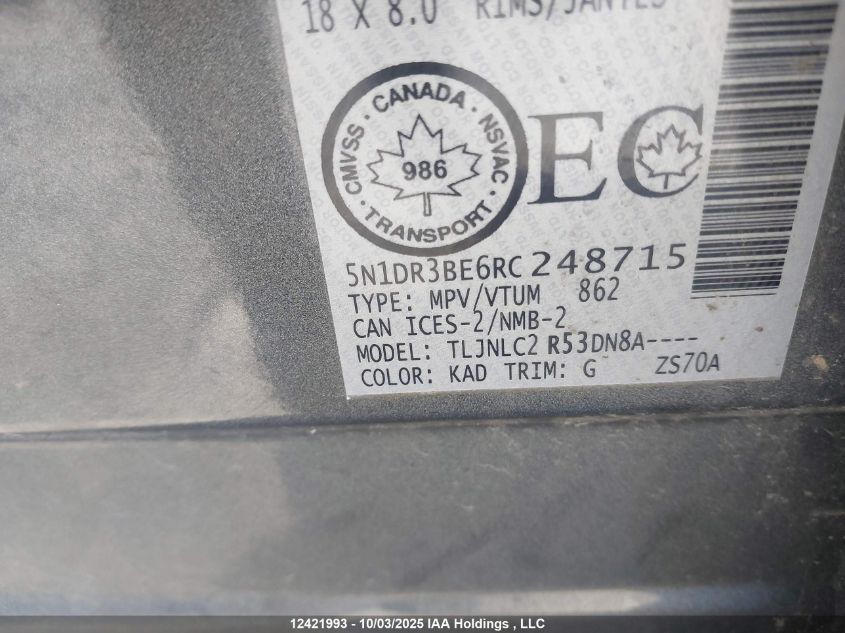 18 X 8.0 RIMS/JANTES
CMVSS · CANADA · NSVAC · TRANSPORT ·
986
EC
5N1DR3BE6RC248715
TYPE: MPV/VTUM 862
CAN ICES-2/NMB-2
MODEL: TLJNLC2 R53DN8A----
COLOR: KAD TRIM: G ZS70A
12421993 - 10/03/2025 IAA Holdings , LLC